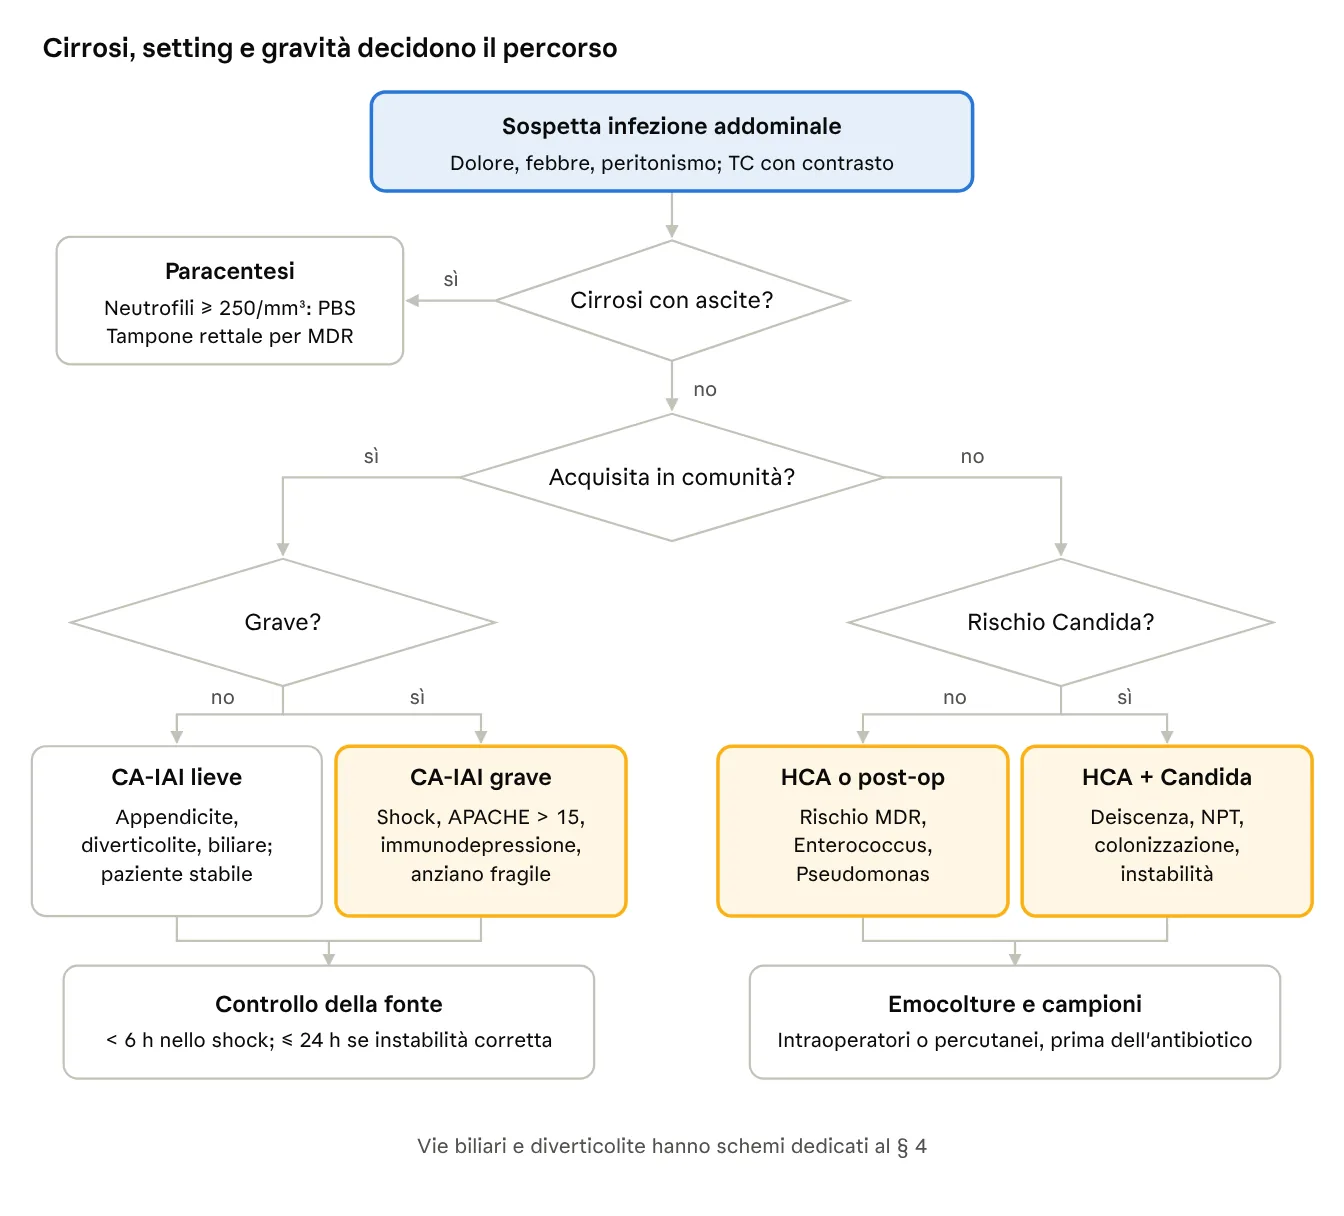 Cirrosi, setting e gravità decidono il percorso
Sospetta infezione addominale
Dolore, febbre, peritonismo; TC con contrasto
Paracentesi
Neutrofili ≥ 250/mm³: PBS
Tampone rettale per MDR
sì
Cirrosi con ascite?
no
sì
Acquisita in comunità?
no
Grave?
Rischio Candida?
no
sì
no
sì
CA-IAI lieve
Appendicite,
diverticolite, biliare;
paziente stabile
CA-IAI grave
Shock, APACHE > 15,
immunodepressione,
anziano fragile
HCA o post-op
Rischio MDR,
Enterococcus,
Pseudomonas
HCA + Candida
Deiscenza, NPT,
colonizzazione,
instabilità
Controllo della fonte
< 6 h nello shock; ≤ 24 h se instabilità corretta
Emocolture e campioni
Intraoperatori o percutanei, prima dell'antibiotico
Vie biliari e diverticolite hanno schemi dedicati al § 4